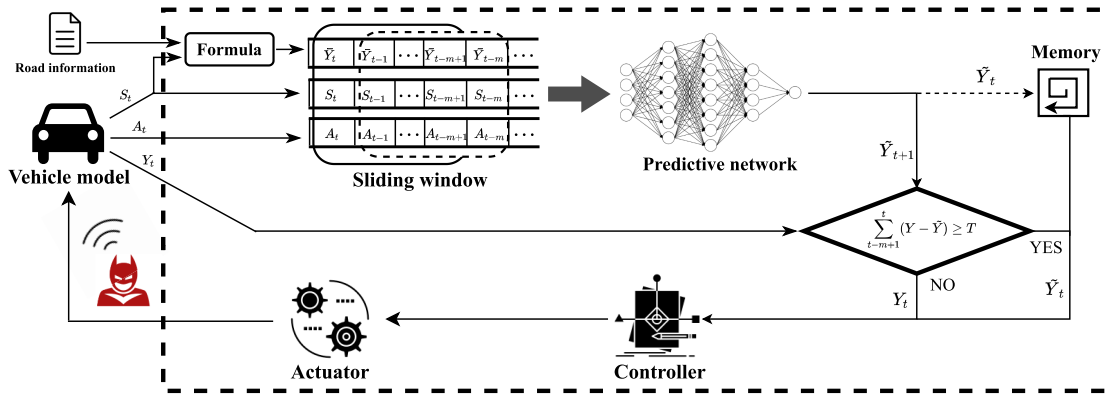 Road information
Formula
S_t
A_t
Y_t
Vehicle model
Ȳ_t Ȳ_{t-1} ··· Ȳ_{t-m+1} Ȳ_{t-m} ···
S_t S_{t-1} ··· S_{t-m+1} S_{t-m} ···
A_t A_{t-1} ··· A_{t-m+1} A_{t-m} ···
Sliding window
Predictive network
Ỹ_t
Memory
Ỹ_{t+1}
\sum_{t-m+1}^{t} (Y − Ỹ) ≥ T
YES
NO
Y_t
Ỹ_t
Actuator
Controller